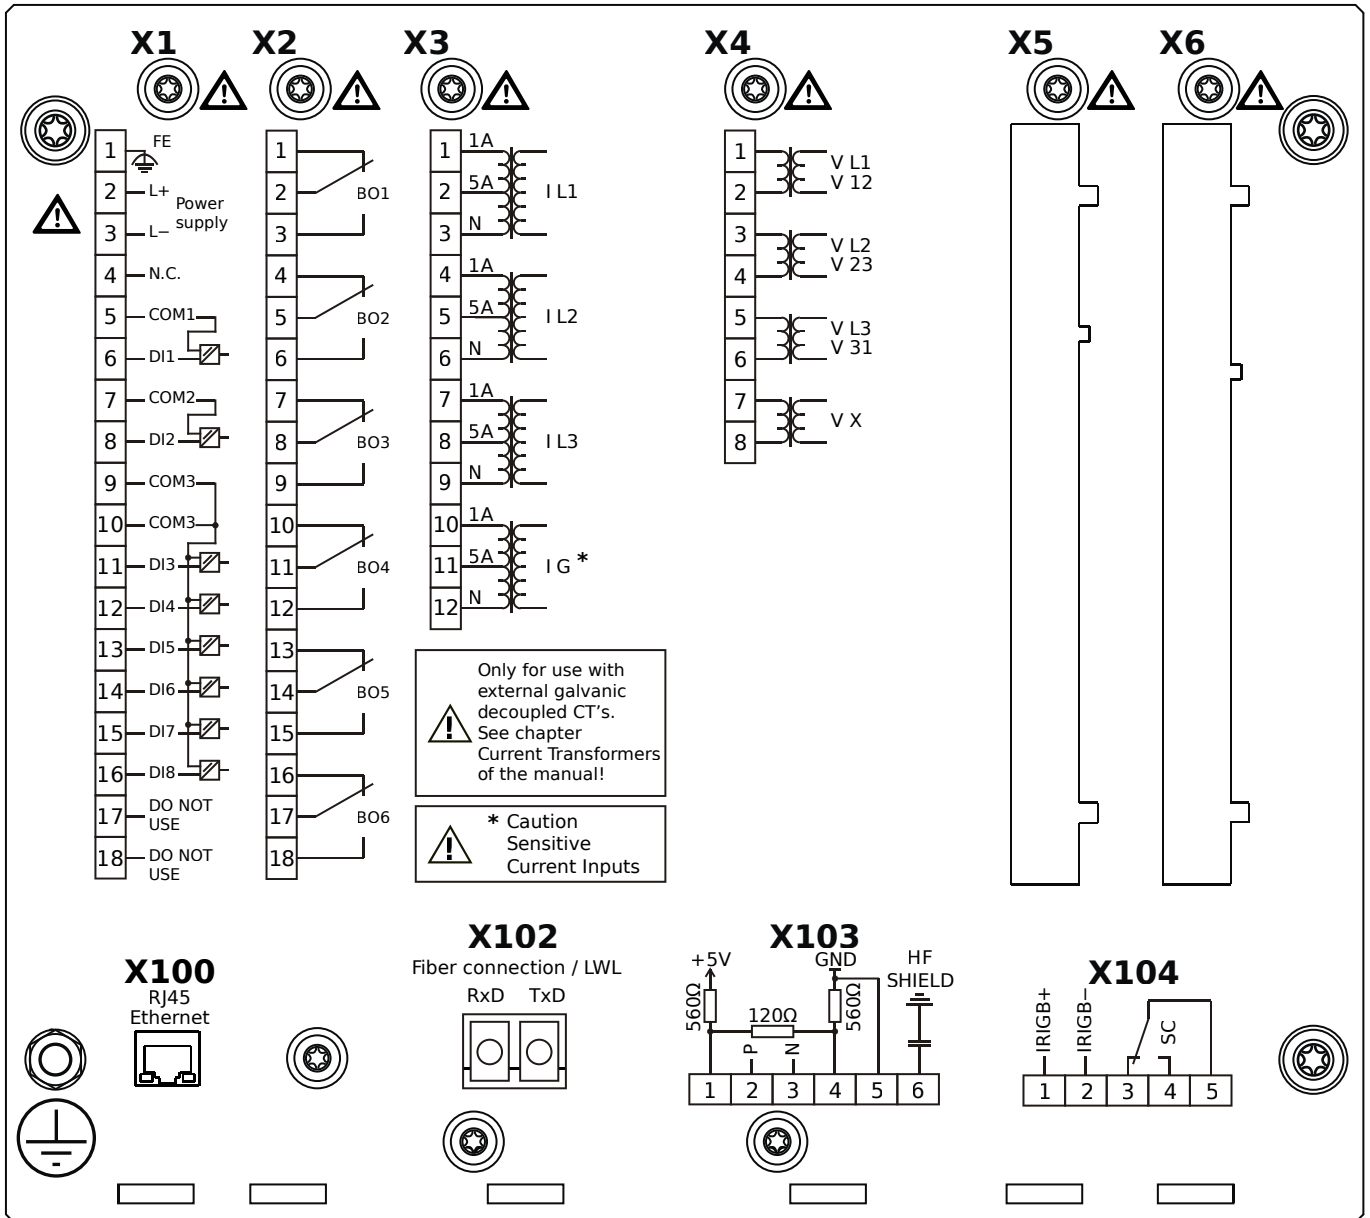 X1
X2
X3
X4
X5
X6
1 FE
2 L+
Power
supply
3 L−
4 N.C.
5 COM1
6 DI1
7 COM2
8 DI2
9 COM3
10 COM3
11 DI3
12 DI4
13 DI5
14 DI6
15 DI7
16 DI8
17 DO NOT
USE
18 DO NOT
USE
1
2 BO1
3
4
5 BO2
6
7
8 BO3
9
10
11 BO4
12
13
14 BO5
15
16
17 BO6
18
1 1A
2 5A I L1
3 N
4 1A
5 5A I L2
6 N
7 1A
8 5A I L3
9 N
10 1A
11 5A I G *
12 N
Only for use with
external galvanic
decoupled CT's.
See chapter
Current Transformers
of the manual!
* Caution
Sensitive
Current Inputs
1 V L1
2 V 12
3 V L2
4 V 23
5 V L3
6 V 31
7 V X
8
X100
RJ45
Ethernet
X102
Fiber connection / LWL
RxD TxD
X103
+5V GND HF
SHIELD
560Ω 120Ω 560Ω
P N
1 2 3 4 5 6
X104
IRIGB+ IRIGB− SC
1 2 3 4 5